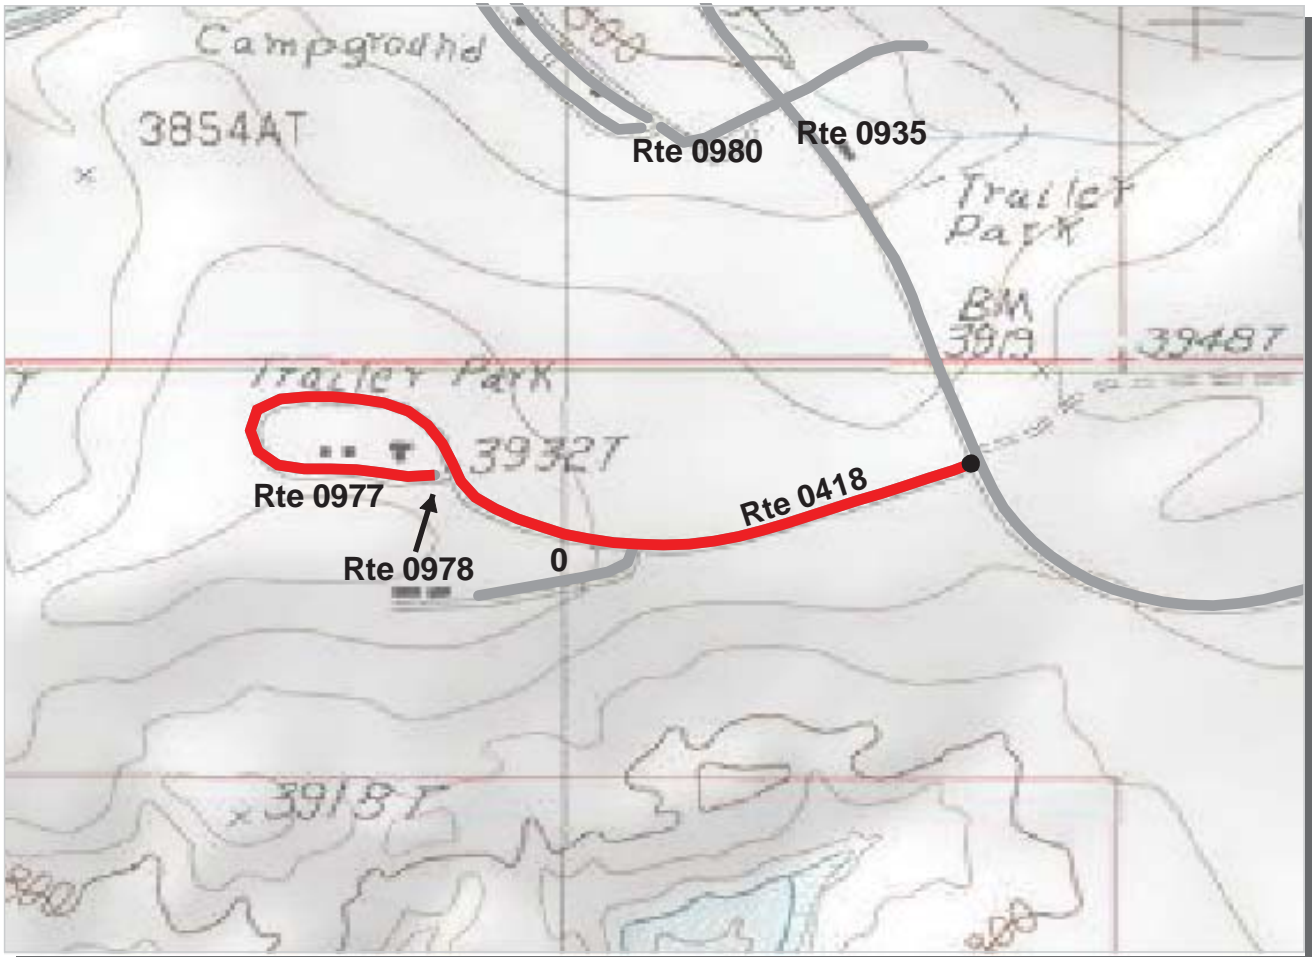 Campground
3854AT
Rte 0980
Rte 0935
Trailer
Park
BM
3919
3948T
Trailer Park
T
3932T
Rte 0977
Rte 0418
Rte 0978
0
3918T